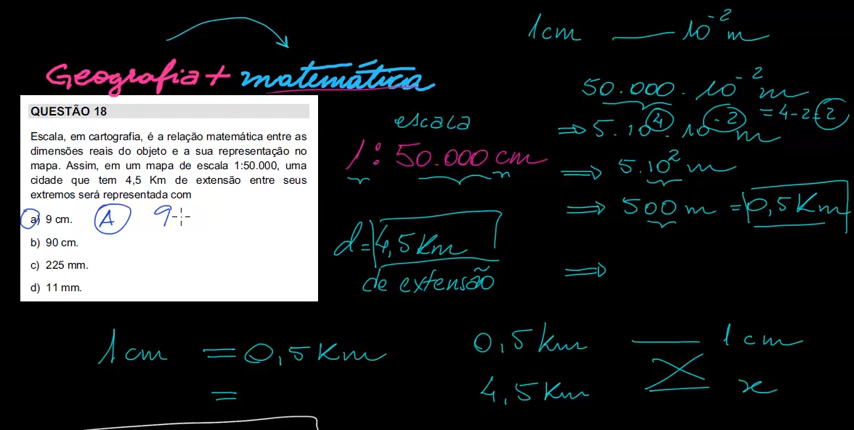 Geografia + matemática
QUESTÃO 18
Escala, em cartografia, é a relação matemática entre as
dimensões reais do objeto e a sua representação no
mapa. Assim, em um mapa de escala 1:50.000, uma
cidade que tem 4,5 Km de extensão entre seus
extremos será representada com
a) 9 cm. A 9
b) 90 cm.
c) 225 mm.
d) 11 mm.
escala
1: 50.000 cm
d = 4,5 Km
de extensão
1cm — 10⁻² m
50.000 . 10⁻² m
⇒ 5.10⁴ . 10⁻² m = 4-2=2
⇒ 5.10² m
⇒ 500 m = 0,5 Km
⇒
1 cm = 0,5 Km
=
0,5 Km — 1 cm
4,5 Km — x